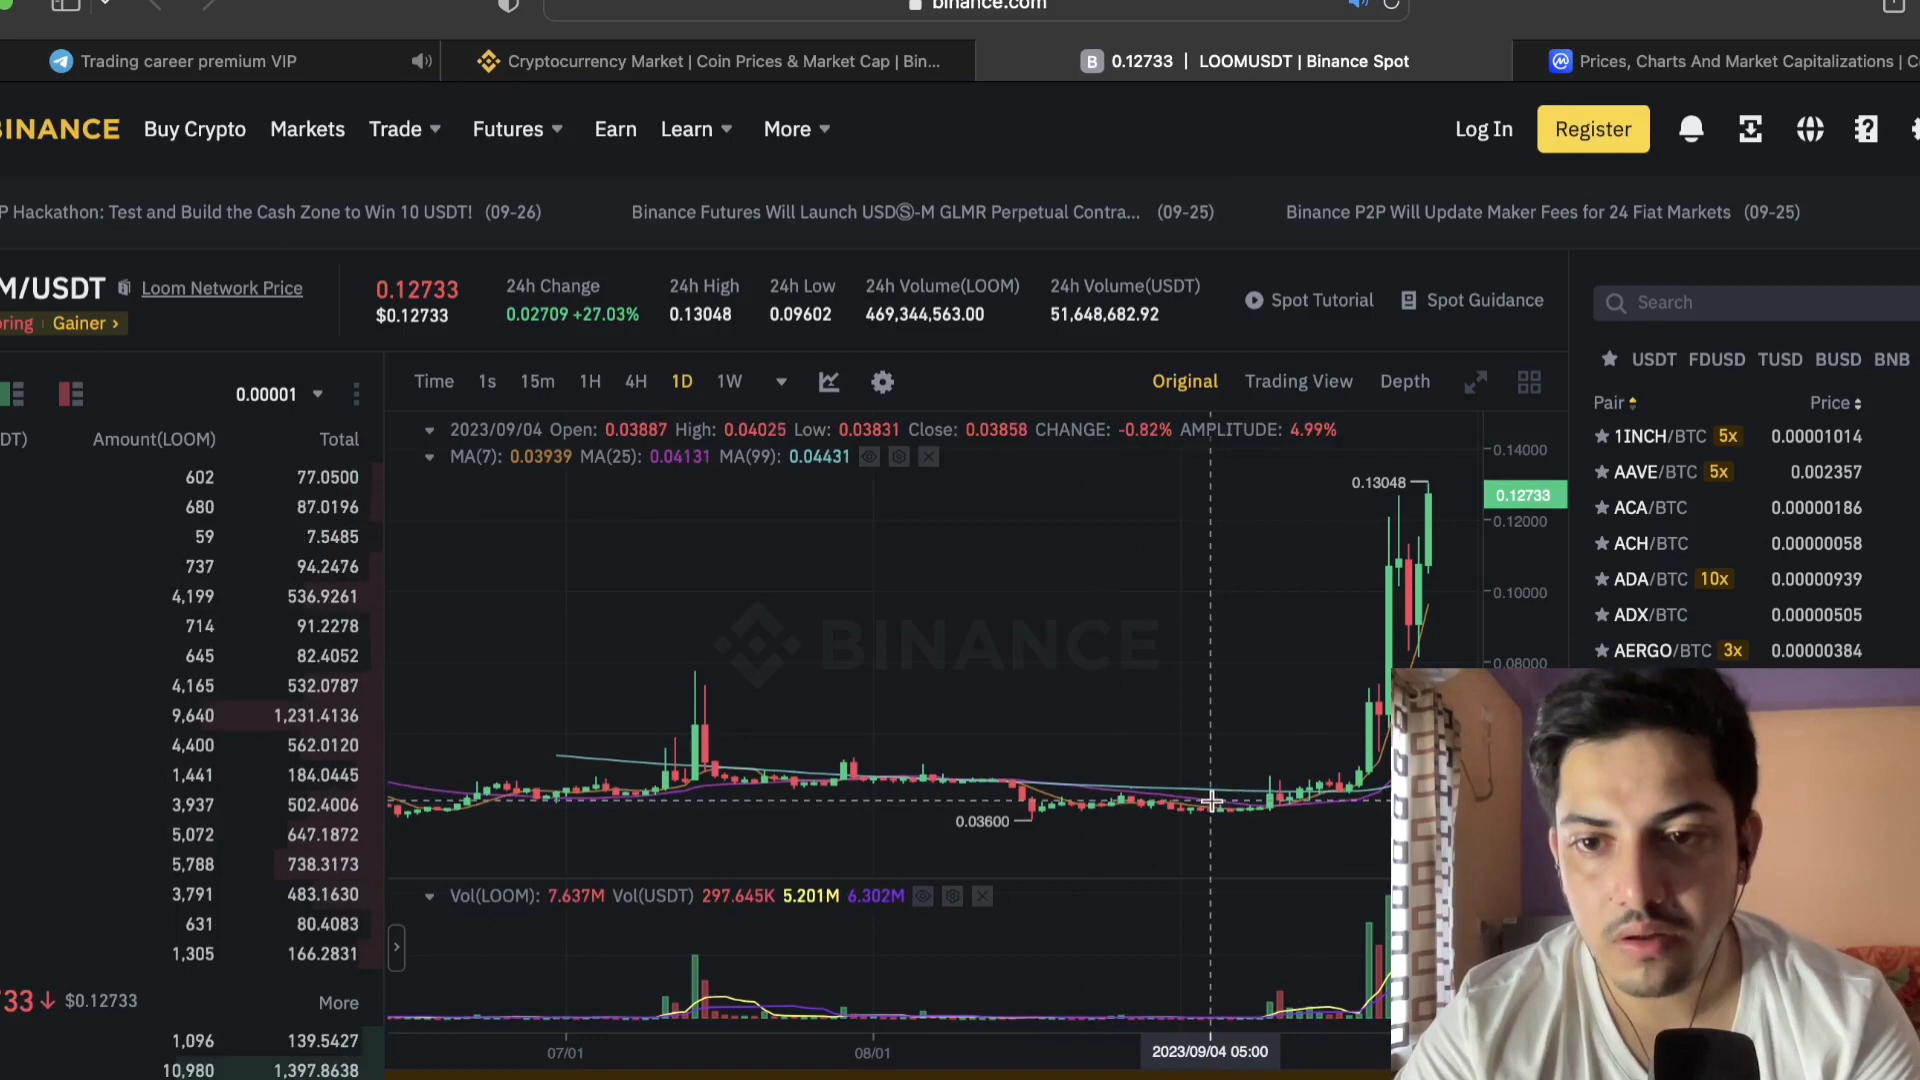 binance.com
Trading career premium VIP
Cryptocurrency Market | Coin Prices & Market Cap | Bin...
B 0.12733 | LOOMUSDT | Binance Spot
Prices, Charts And Market Capitalizations | C
BINANCE Buy Crypto Markets Trade Futures Earn Learn More Log In Register
P Hackathon: Test and Build the Cash Zone to Win 10 USDT! (09-26) Binance Futures Will Launch USDⓈ-M GLMR Perpetual Contra... (09-25) Binance P2P Will Update Maker Fees for 24 Fiat Markets (09-25)
M/USDT Loom Network Price
oring Gainer ›
0.12733
$0.12733
24h Change
0.02709 +27.03%
24h High
0.13048
24h Low
0.09602
24h Volume(LOOM)
469,344,563.00
24h Volume(USDT)
51,648,682.92
Spot Tutorial Spot Guidance
Search
0.00001
DT) Amount(LOOM) Total
602 77.0500
680 87.0196
59 7.5485
737 94.2476
4,199 536.9261
714 91.2278
645 82.4052
4,165 532.0787
9,640 1,231.4136
4,400 562.0120
1,441 184.0445
3,937 502.4006
5,072 647.1872
5,788 738.3173
3,791 483.1630
631 80.4083
1,305 166.2831
733 ↓ $0.12733 More
1,096 139.5427
10,980 1,397.8638
Time 1s 15m 1H 4H 1D 1W Original Trading View Depth
2023/09/04 Open: 0.03887 High: 0.04025 Low: 0.03831 Close: 0.03858 CHANGE: -0.82% AMPLITUDE: 4.99%
MA(7): 0.03939 MA(25): 0.04131 MA(99): 0.04431
0.14000
0.13048
0.12733
0.12000
0.10000
0.08000
BINANCE
0.03600
Vol(LOOM): 7.637M Vol(USDT) 297.645K 5.201M 6.302M
07/01 08/01 2023/09/04 05:00
USDT FDUSD TUSD BUSD BNB
Pair Price
1INCH/BTC 5x 0.00001014
AAVE/BTC 5x 0.002357
ACA/BTC 0.00000186
ACH/BTC 0.00000058
ADA/BTC 10x 0.00000939
ADX/BTC 0.00000505
AERGO/BTC 3x 0.00000384